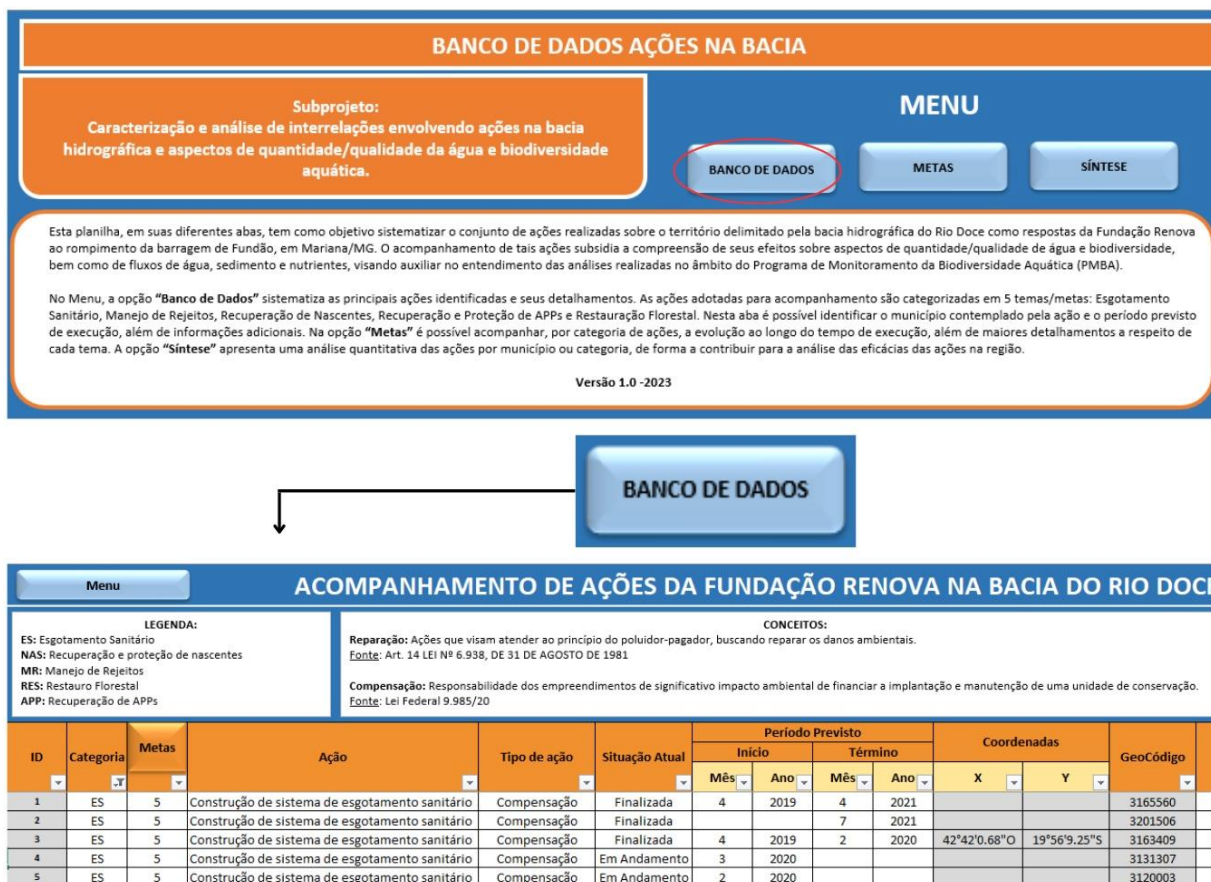 BANCO DE DADOS AÇÕES NA BACIA
Subprojeto:
Caracterização e análise de interrelações envolvendo ações na bacia
hidrográfica e aspectos de quantidade/qualidade da água e biodiversidade
aquática.
MENU
BANCO DE DADOS
METAS
SÍNTESE
Esta planilha, em suas diferentes abas, tem como objetivo sistematizar o conjunto de ações realizadas sobre o território delimitado pela bacia hidrográfica do Rio Doce como respostas da Fundação Renova
ao rompimento da barragem de Fundão, em Mariana/MG. O acompanhamento de tais ações subsidia a compreensão de seus efeitos sobre aspectos de quantidade/qualidade de água e biodiversidade,
bem como de fluxos de água, sedimento e nutrientes, visando auxiliar no entendimento das análises realizadas no âmbito do Programa de Monitoramento da Biodiversidade Aquática (PMBA).
No Menu, a opção “Banco de Dados” sistematiza as principais ações identificadas e seus detalhamentos. As ações adotadas para acompanhamento são categorizadas em 5 temas/metas: Esgotamento
Sanitário, Manejo de Rejeitos, Recuperação de Nascentes, Recuperação e Proteção de APPs e Restauração Florestal. Nesta aba é possível identificar o município contemplado pela ação e o período previsto
de execução, além de informações adicionais. Na opção “Metas” é possível acompanhar, por categoria de ações, a evolução ao longo do tempo de execução, além de maiores detalhamentos a respeito de
cada tema. A opção “Síntese” apresenta uma análise quantitativa das ações por município ou categoria, de forma a contribuir para a análise das eficácias das ações na região.
Versão 1.0 -2023
BANCO DE DADOS
Menu
ACOMPANHAMENTO DE AÇÕES DA FUNDAÇÃO RENOVA NA BACIA DO RIO DOCE
LEGENDA:
ES: Esgotamento Sanitário
NAS: Recuperação e proteção de nascentes
MR: Manejo de Rejeitos
RES: Restauro Florestal
APP: Recuperação de APPs
CONCEITOS:
Reparação: Ações que visam atender ao princípio do poluidor-pagador, buscando reparar os danos ambientais.
Fonte: Art. 14 LEI Nº 6.938, DE 31 DE AGOSTO DE 1981
Compensação: Responsabilidade dos empreendimentos de significativo impacto ambiental de financiar a implantação e manutenção de uma unidade de conservação.
Fonte: Lei Federal 9.985/20
ID Categoria Metas Ação Tipo de ação Situação Atual Período Previsto Coordenadas GeoCódigo
Início Término
Mês Ano Mês Ano X Y
1 ES 5 Construção de sistema de esgotamento sanitário Compensação Finalizada 4 2019 4 2021 3165560
2 ES 5 Construção de sistema de esgotamento sanitário Compensação Finalizada 7 2021 3201506
3 ES 5 Construção de sistema de esgotamento sanitário Compensação Finalizada 4 2019 2 2020 42°42'0.68"O 19°56'9.25"S 3163409
4 ES 5 Construção de sistema de esgotamento sanitário Compensação Em Andamento 3 2020 3131307
5 ES 5 Construção de sistema de esgotamento sanitário Compensação Em Andamento 2 2020 3120003